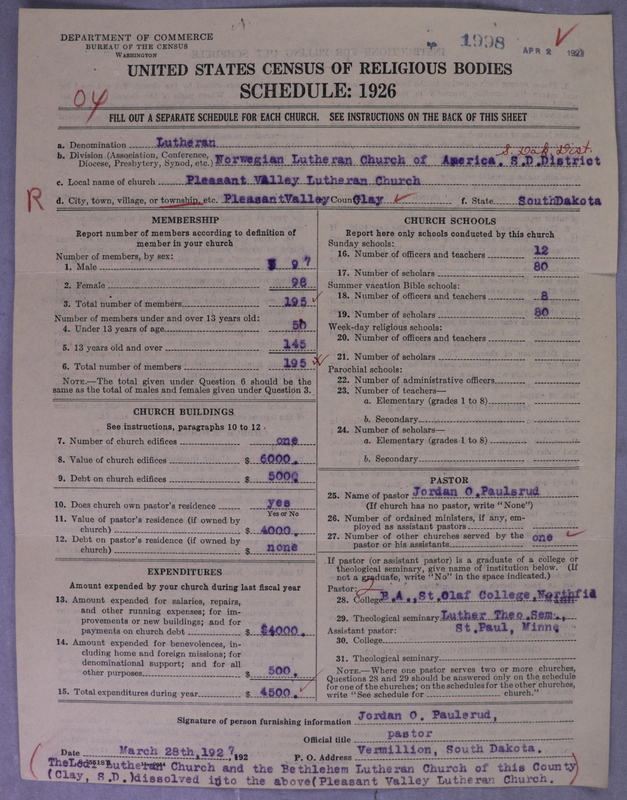 DEPARTMENT OF COMMERCE
BUREAU OF THE CENSUS
WASHINGTON
1998
APR 2 192
UNITED STATES CENSUS OF RELIGIOUS BODIES
SCHEDULE: 1926
04
FILL OUT A SEPARATE SCHEDULE FOR EACH CHURCH. SEE INSTRUCTIONS ON THE BACK OF THIS SHEET
a. Denomination Lutheran
S. Dak. Dist.
b. Division (Association, Conference, Diocese, Presbytery, Synod, etc.) Norwegian Lutheran Church of America. S.D.District
c. Local name of church Pleasant Valley Lutheran Church
R d. City, town, village, or township, etc. PleasantValley County Clay f. State SouthDakota
MEMBERSHIP
Report number of members according to definition of
member in your church
Number of members, by sex:
1. Male 97
2. Female 98
3. Total number of members 195
Number of members under and over 13 years old:
4. Under 13 years of age 50
5. 13 years old and over 145
6. Total number of members 195
NOTE.—The total given under Question 6 should be
same as the total of males and females given under Question 3.
CHURCH BUILDINGS
See instructions, paragraphs 10 to 12
7. Number of church edifices one
8. Value of church edifices $ 6000.
9. Debt on church edifices $ 500
10. Does church own pastor's residence yes
Yes or No
11. Value of pastor's residence (if owned by
church) $ 4000.
12. Debt on pastor's residence (if owned by
church) $ none
EXPENDITURES
Amount expended by your church during last fiscal year
13. Amount expended for salaries, repairs,
and other running expenses; for im-
provements or new buildings; and for
payments on church debt $ $4000.
14. Amount expended for benevolences, in-
cluding home and foreign missions; for
denominational support; and for all
other purposes $ 500.
15. Total expenditures during year $ 4500.
CHURCH SCHOOLS
Report here only schools conducted by this church
Sunday schools:
16. Number of officers and teachers 12
17. Number of scholars 80
Summer vacation Bible schools:
18. Number of officers and teachers 8
19. Number of scholars 80
Week-day religious schools:
20. Number of officers and teachers
21. Number of scholars
Parochial schools:
22. Number of administrative officers
23. Number of teachers—
a. Elementary (grades 1 to 8)
b. Secondary
24. Number of scholars—
a. Elementary (grades 1 to 8)
b. Secondary
PASTOR
25. Name of pastor Jordan O.Paulsrud
(If church has no pastor, write "None")
26. Number of ordained ministers, if any, em-
ployed as assistant pastors
27. Number of other churches served by the
pastor or his assistants one
If pastor (or assistant pastor) is a graduate of a college or
theological seminary, give name of institution below. (If
not a graduate, write "No" in the space indicated.)
Pastor:
28. College B.A.,St.Olaf College,Northfid
29. Theological seminary Luther Theo.Sem.,
Assistant pastor: St.Paul, Minne
30. College
31. Theological seminary
NOTE.—Where one pastor serves two or more churches,
Questions 28 and 29 should be answered only on the schedule
for one of the churches; on the schedules for the other churches,
write "See schedule for church."
Signature of person furnishing information Jordan O. Paulsrud,
Official title pastor
Date March 28th,1927, 192 P. O. Address Vermillion, South Dakota.
Lutheran Church and the Bethlehem Lutheran Church of this County
(Clay, S.D.)dissolved into the above(Pleasant Valley Lutheran Church.